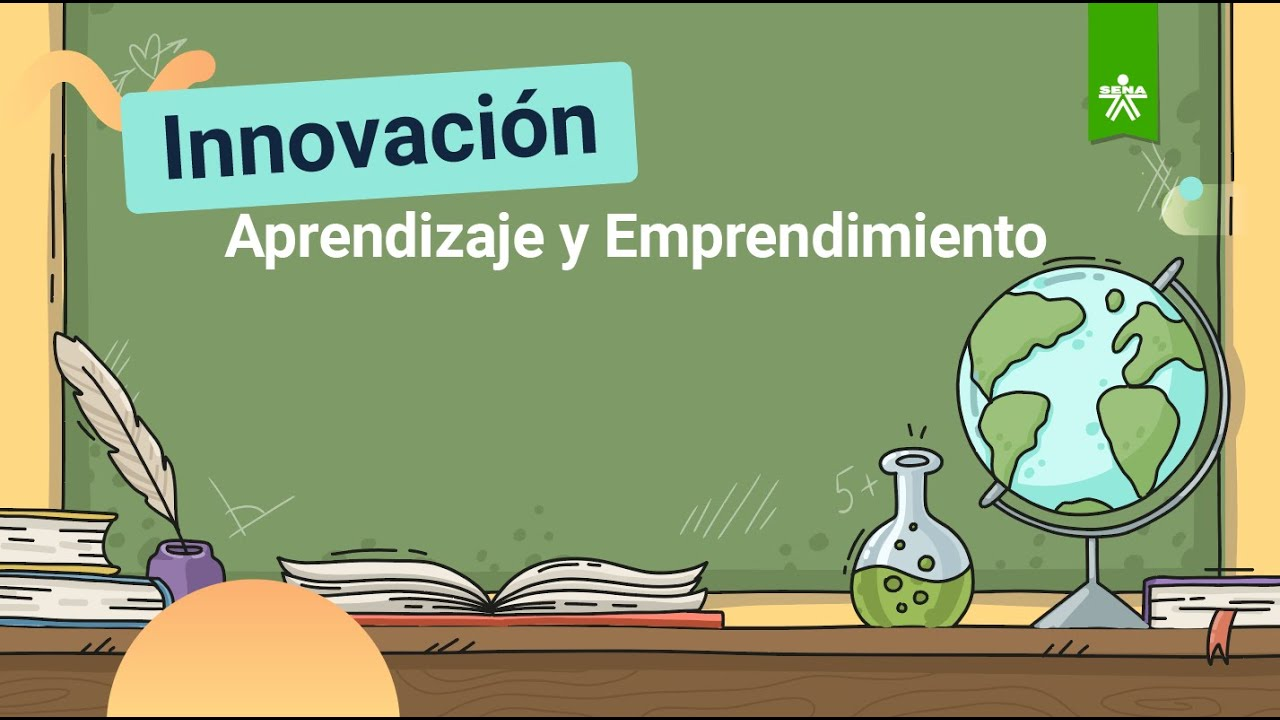 Innovación
SENA
Aprendizaje y Emprendimiento
5+